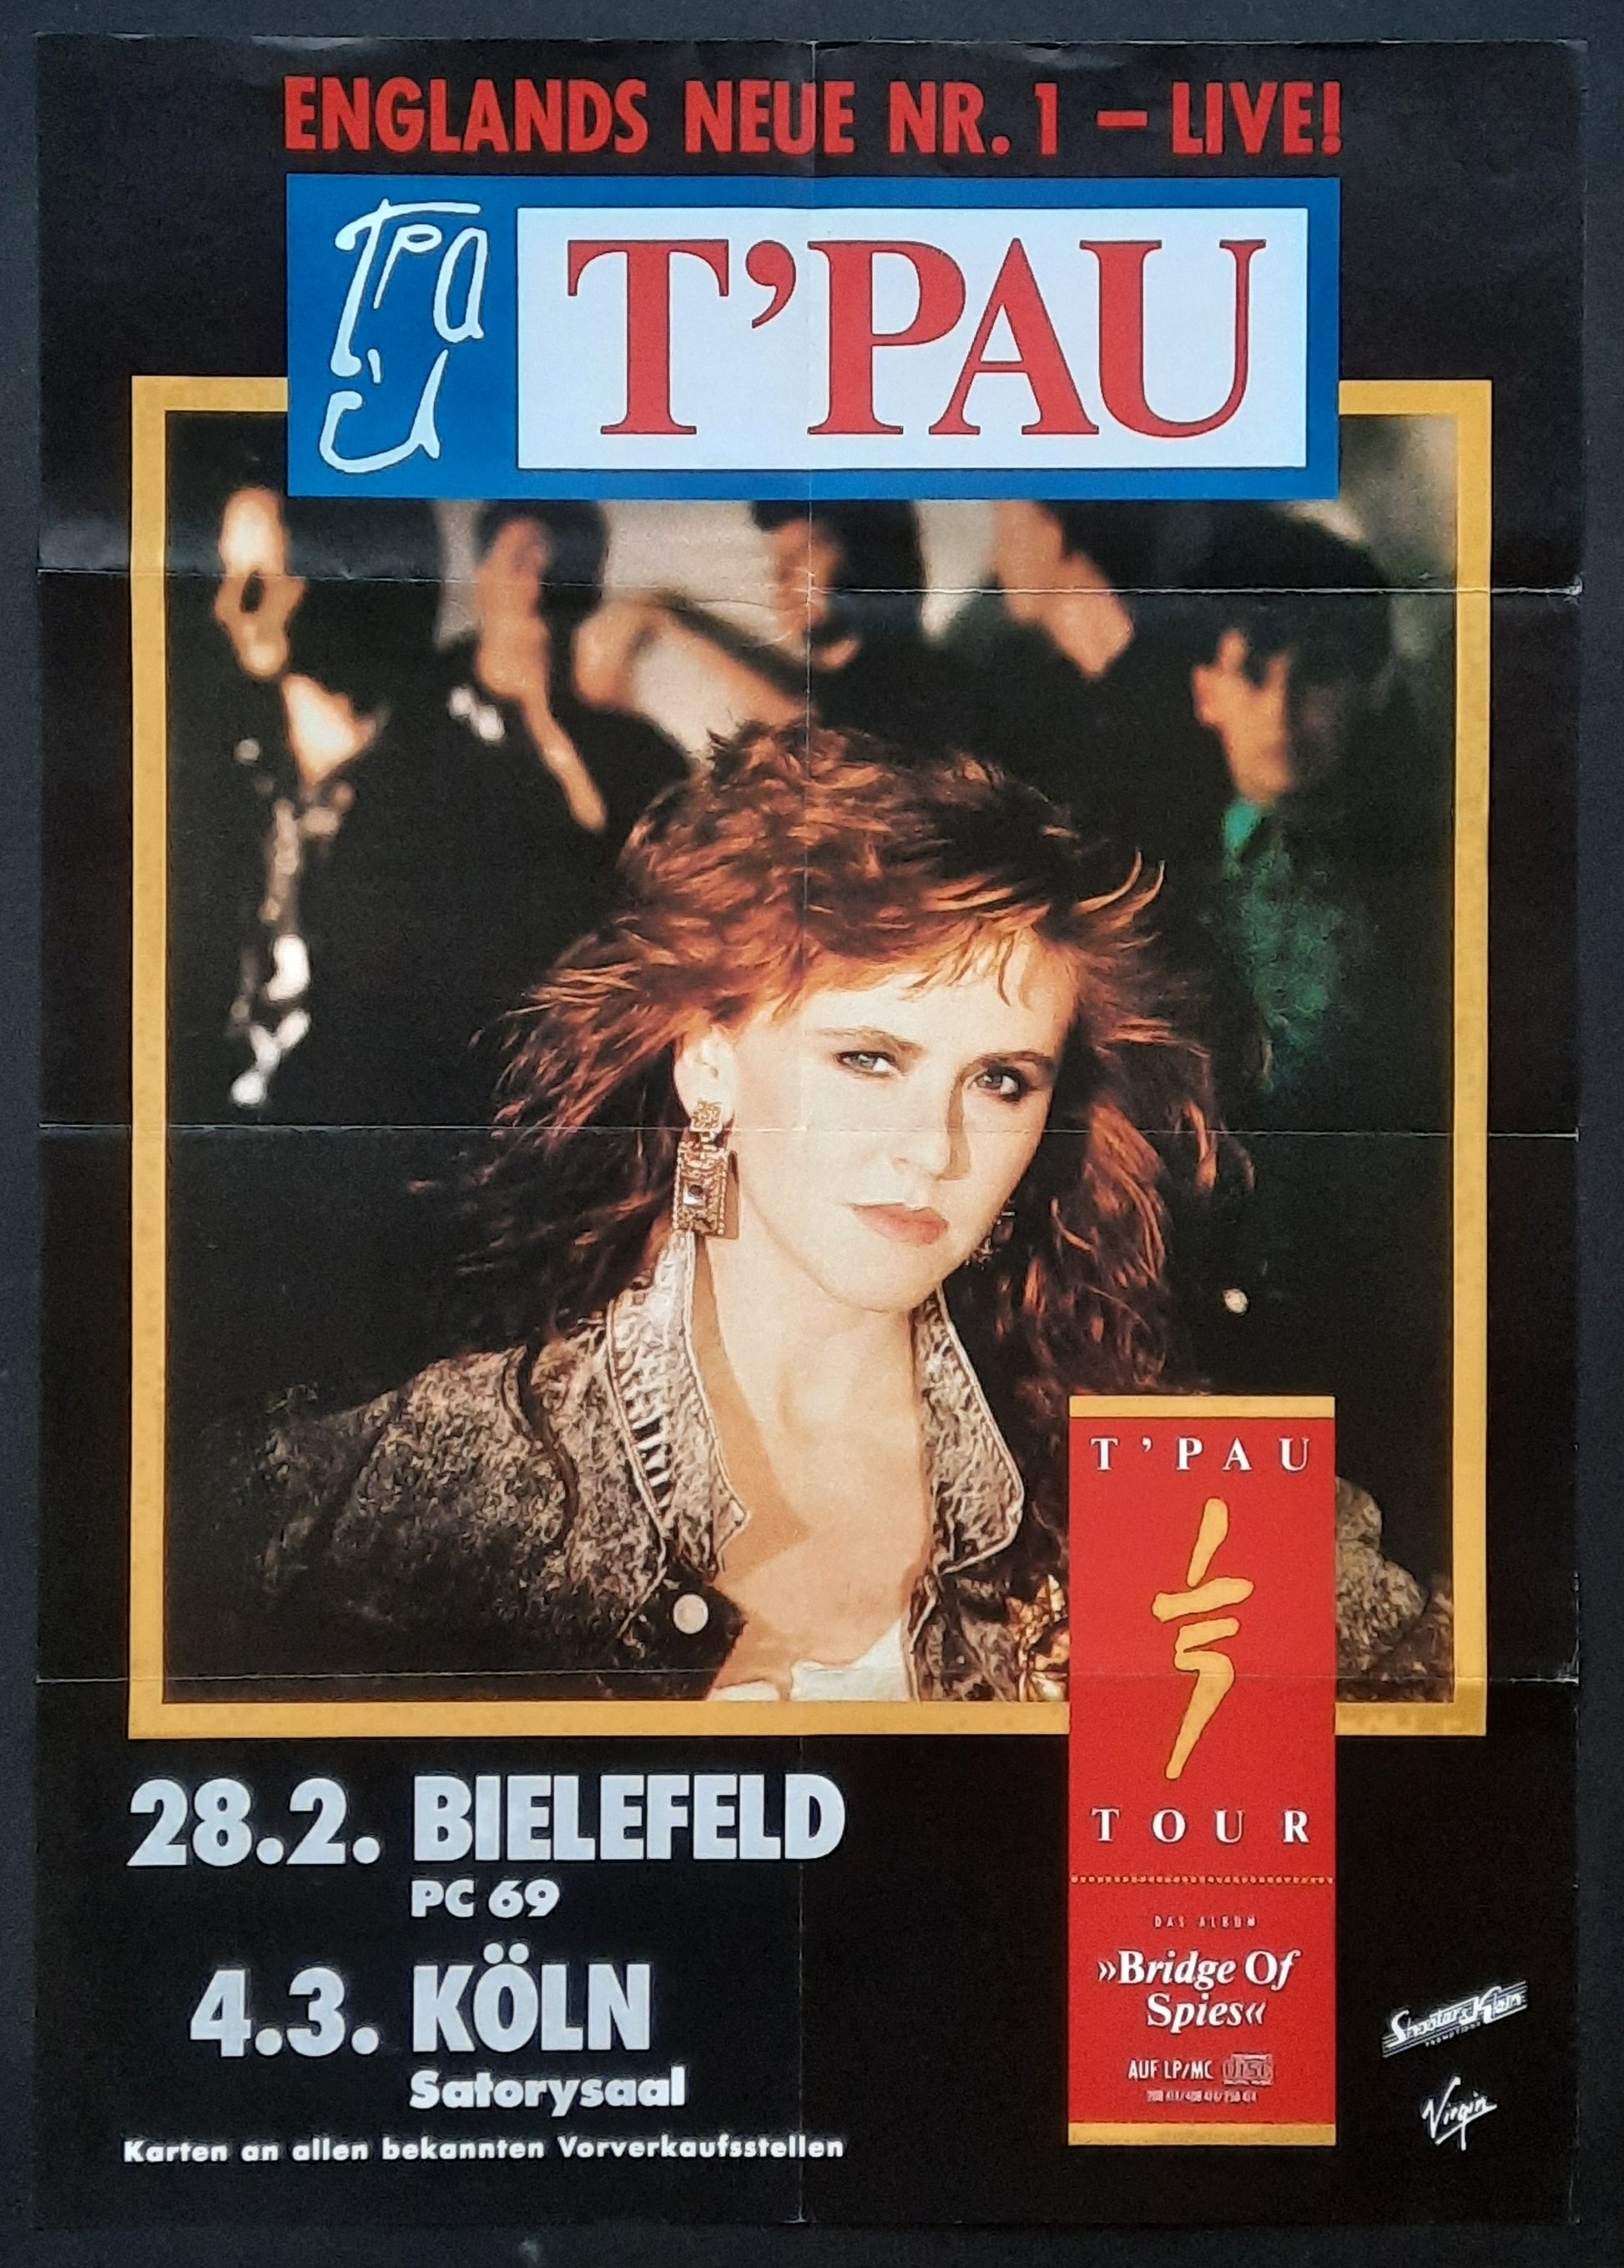 ENGLANDS NEUE NR. 1 – LIVE!
T'PAU
T'PAU
T'PAU
TOUR
DAS ALBUM
»Bridge Of
Spies«
AUF LP/MC disc
28.2. BIELEFELD
PC 69
4.3. KÖLN
Satorysaal
Karten an allen bekannten Vorverkaufsstellen
Virgin